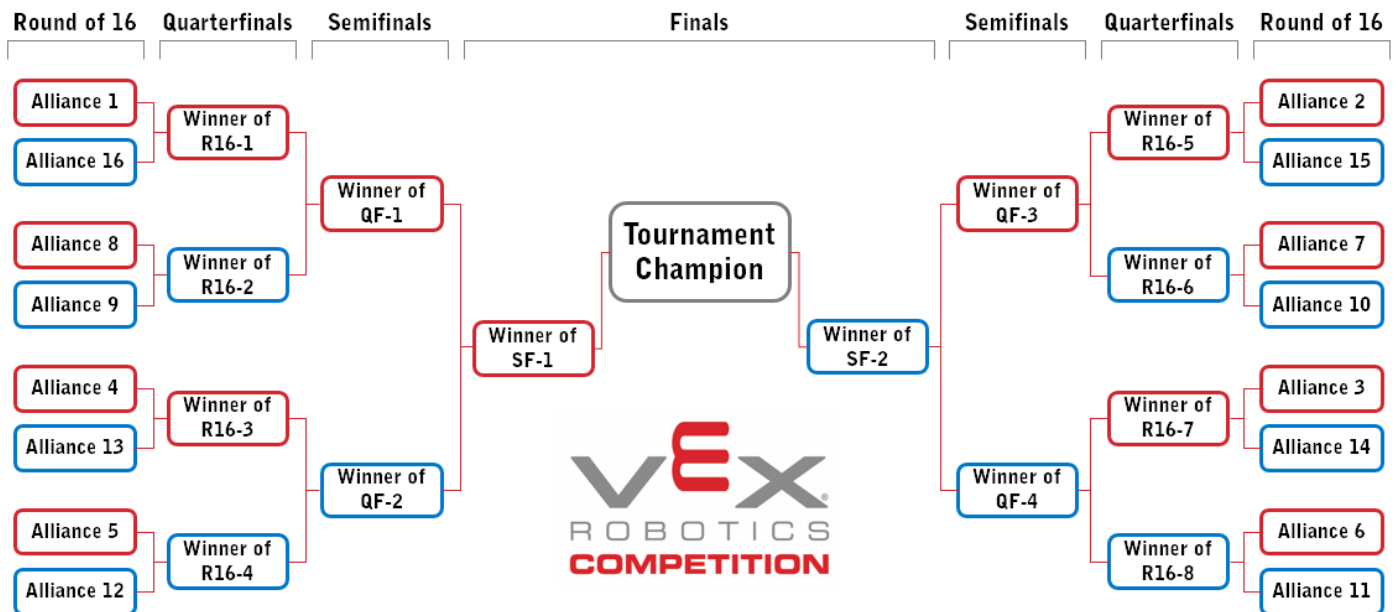 Round of 16
Quarterfinals
Semifinals
Finals
Semifinals
Quarterfinals
Round of 16
Alliance 1
Alliance 16
Alliance 8
Alliance 9
Alliance 4
Alliance 13
Alliance 5
Alliance 12
Winner of
R16-1
Winner of
R16-2
Winner of
R16-3
Winner of
R16-4
Winner of
QF-1
Winner of
QF-2
Winner of
SF-1
Tournament
Champion
Winner of
SF-2
Winner of
QF-3
Winner of
QF-4
Winner of
R16-5
Winner of
R16-6
Winner of
R16-7
Winner of
R16-8
Alliance 2
Alliance 15
Alliance 7
Alliance 10
Alliance 3
Alliance 14
Alliance 6
Alliance 11
VEX®
ROBOTICS
COMPETITION